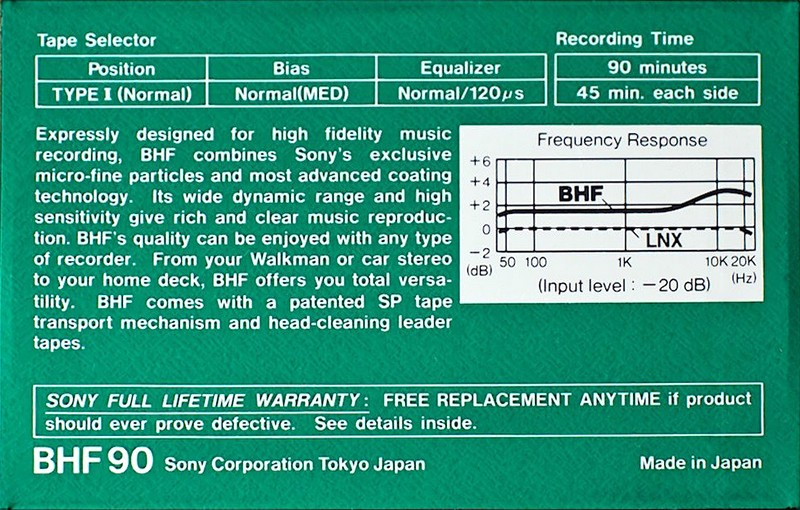 Tape Selector
Recording Time
Position Bias Equalizer
90 minutes
TYPE I (Normal) Normal(MED) Normal/120μs
45 min. each side
Expressly designed for high fidelity music
recording, BHF combines Sony's exclusive
micro-fine particles and most advanced coating
technology. Its wide dynamic range and high
sensitivity give rich and clear music reproduc-
tion. BHF's quality can be enjoyed with any type
of recorder. From your Walkman or car stereo
to your home deck, BHF offers you total versa-
tility. BHF comes with a patented SP tape
transport mechanism and head-cleaning leader
tapes.
Frequency Response
+6
+4
BHF
+2
0
LNX
−2
(dB) 50 100 1K 10K 20K
(Hz)
(Input level : −20 dB)
SONY FULL LIFETIME WARRANTY: FREE REPLACEMENT ANYTIME if product
should ever prove defective. See details inside.
BHF 90 Sony Corporation Tokyo Japan
Made in Japan